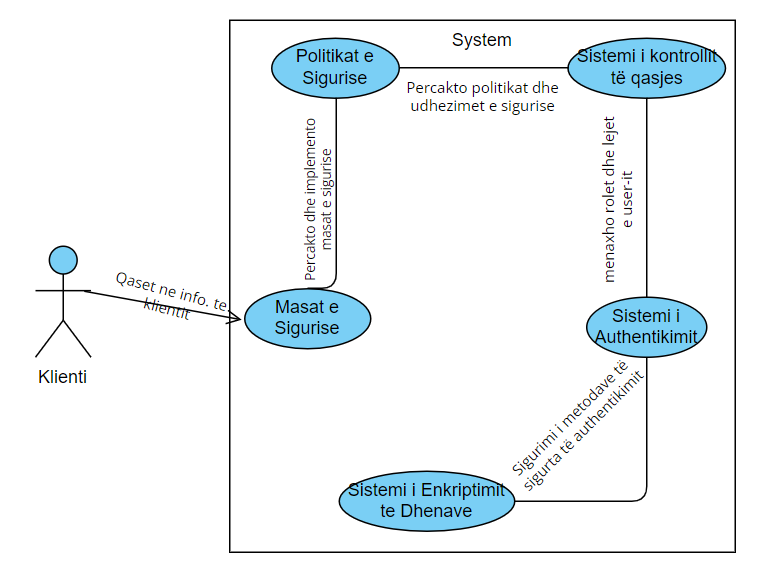 System
Politikat e
Sigurise
Sistemi i kontrollit
të qasjes
Percakto politikat dhe
udhezimet e sigurise
Percakto dhe implemento
masat e sigurise
menaxho rolet dhe lejet
e user-it
Qaset ne info. te
klientit
Klienti
Masat e
Sigurise
Sistemi i
Authentikimit
Sigurimi i metodave të
sigurta të authentikimit
Sistemi i Enkriptimit
te Dhenave